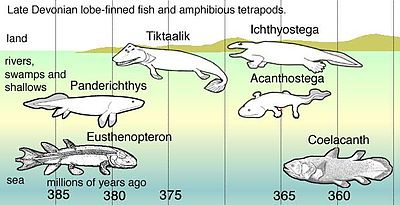 Late Devonian lobe-finned fish and amphibious tetrapods.
Tiktaalik
Ichthyostega
land
rivers,
swamps and
shallows
Panderichthys
Acanthostega
Eusthenopteron
Coelacanth
sea
millions of years ago
385
380
375
365
360